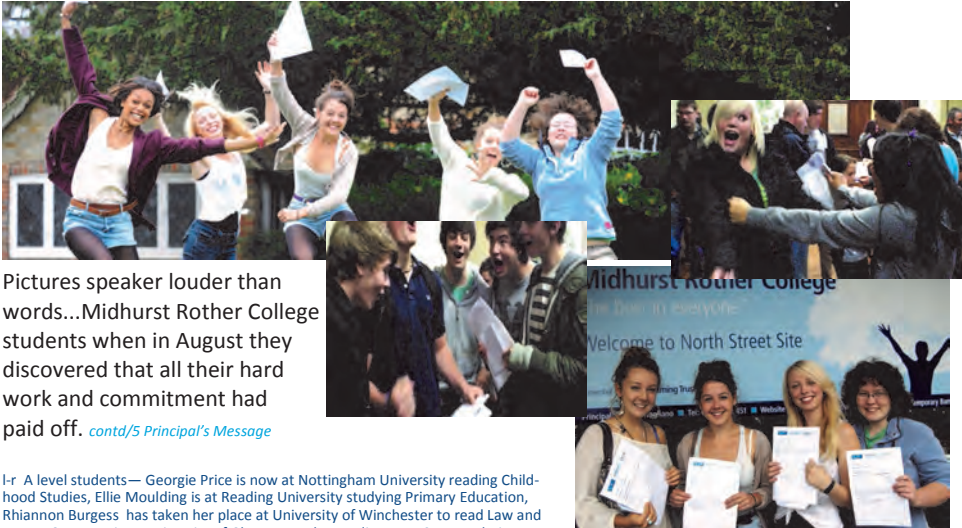 Pictures speaker louder than
words...Midhurst Rother College
students when in August they
discovered that all their hard
work and commitment had
paid off. contd/5 Principal's Message
l-r A level students— Georgie Price is now at Nottingham University reading Child-
hood Studies, Ellie Moulding is at Reading University studying Primary Education,
Rhiannon Burgess has taken her place at University of Winchester to read Law and
Midhurst Rother College
in everyone"
Welcome to North Street Site
Website